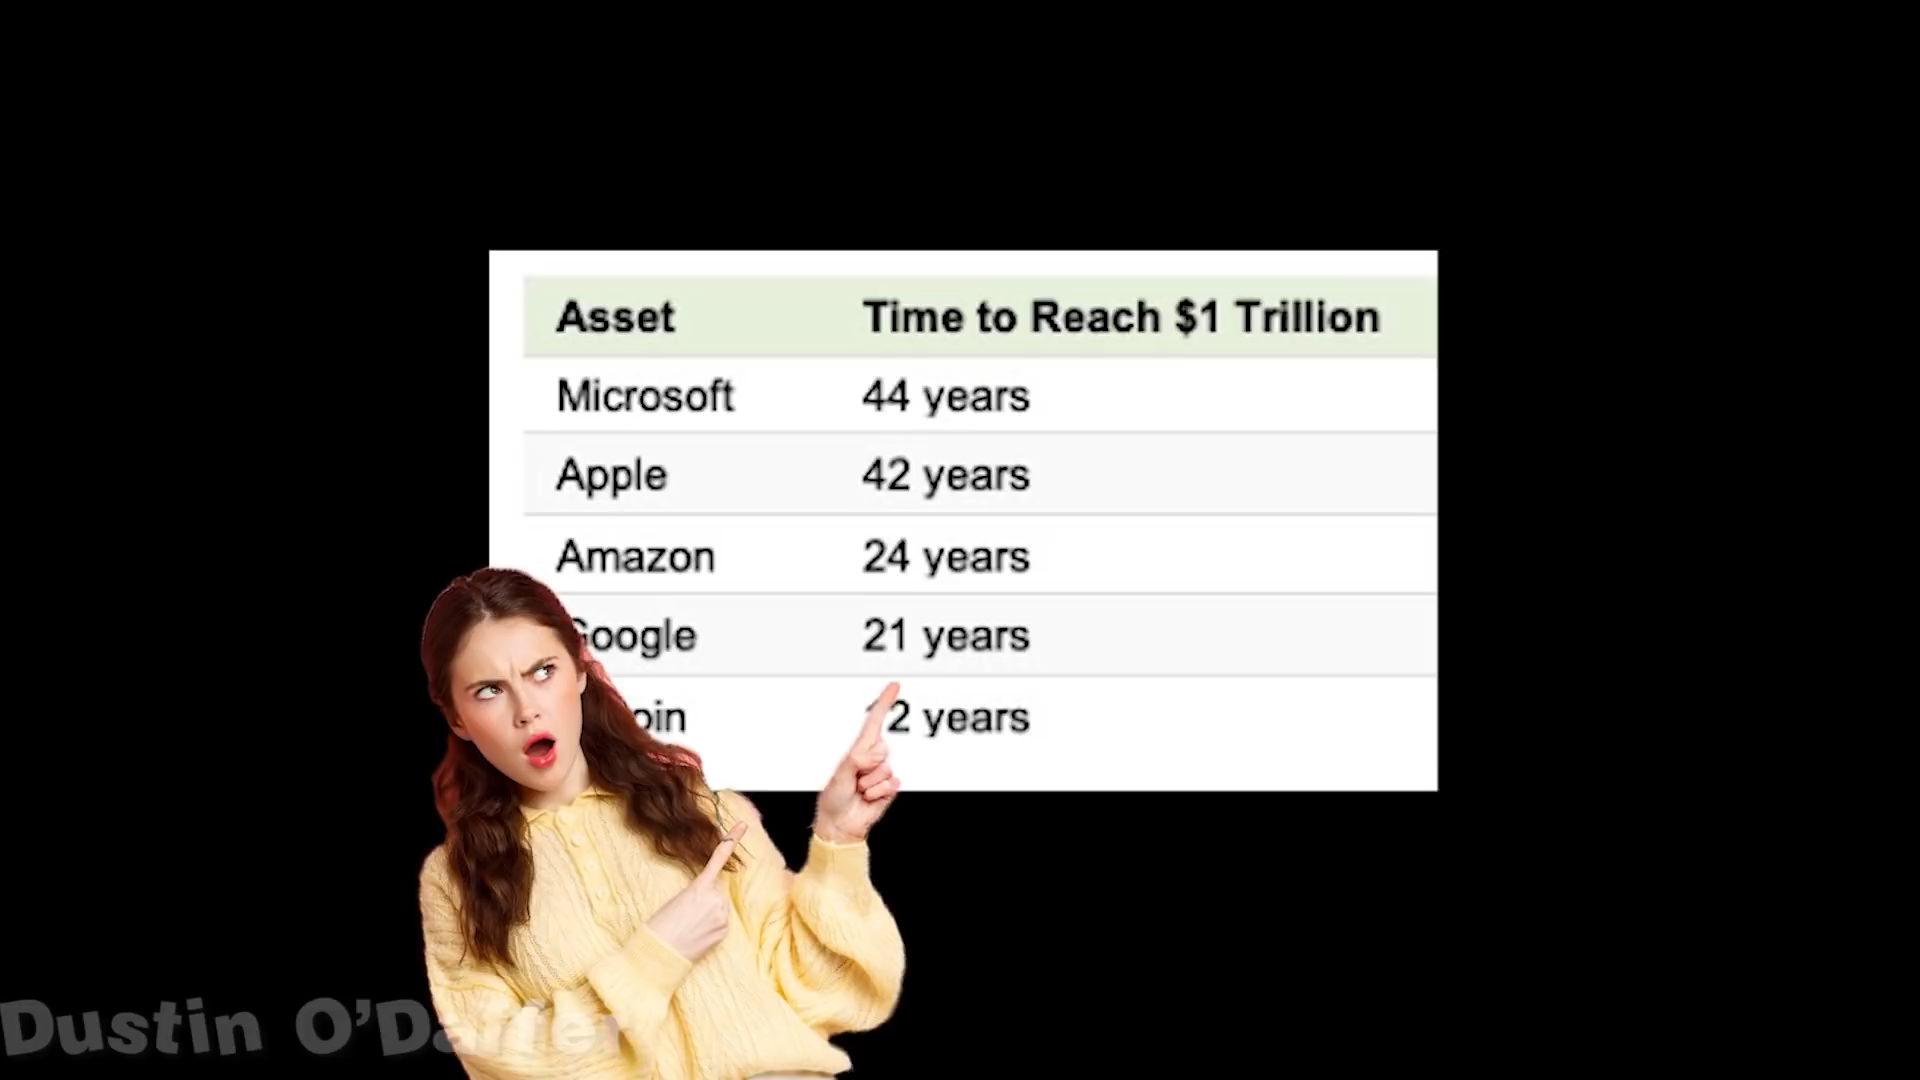 Asset Time to Reach $1 Trillion
Microsoft 44 years
Apple 42 years
Amazon 24 years
Google 21 years
years
Dustin